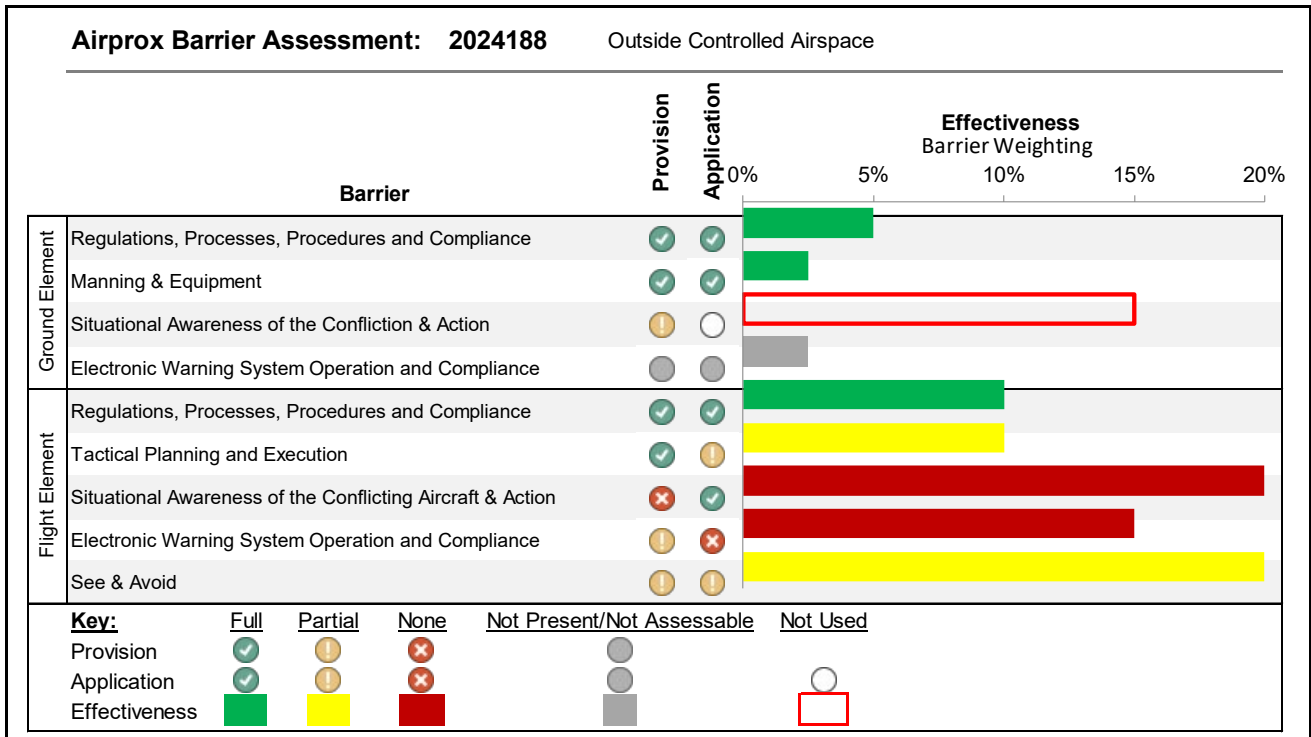 Airprox Barrier Assessment: 2024188 Outside Controlled Airspace
Provision
Application
Effectiveness
Barrier Weighting
Barrier
0% 5% 10% 15% 20%
Ground Element
Regulations, Processes, Procedures and Compliance
Manning & Equipment
Situational Awareness of the Confliction & Action
Electronic Warning System Operation and Compliance
Flight Element
Regulations, Processes, Procedures and Compliance
Tactical Planning and Execution
Situational Awareness of the Conflicting Aircraft & Action
Electronic Warning System Operation and Compliance
See & Avoid
Key: Full Partial None Not Present/Not Assessable Not Used
Provision
Application
Effectiveness